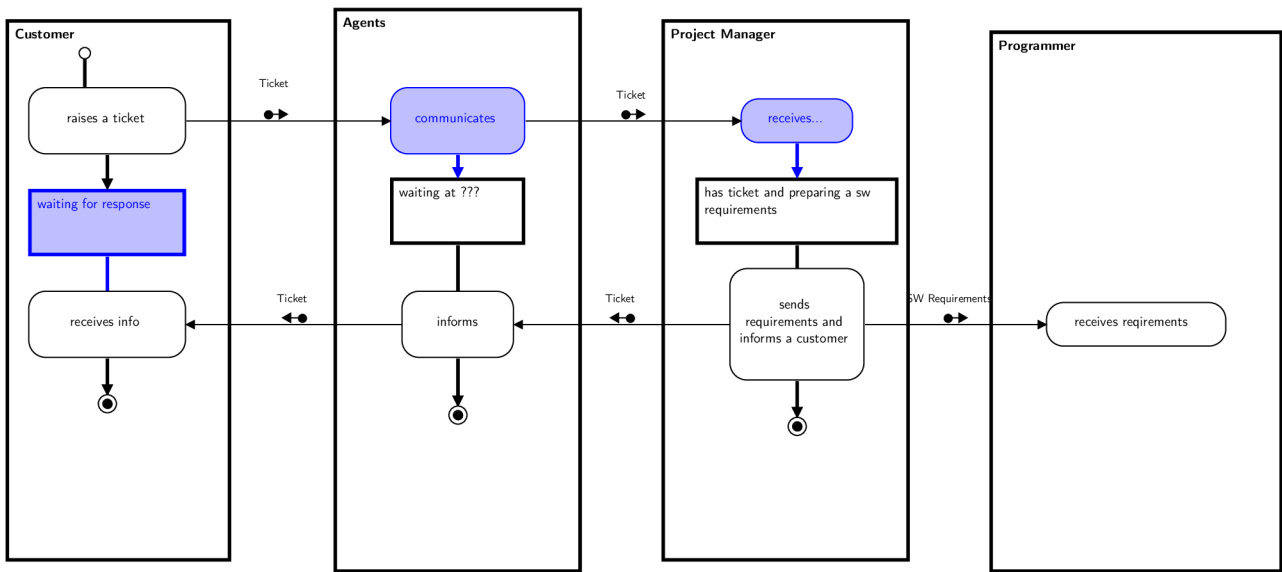 Customer
Agents
Project Manager
Programmer
Ticket
Ticket
raises a ticket
communicates
receives...
waiting for response
waiting at ???
has ticket and preparing a sw
requirements
Ticket
Ticket
SW Requirements
receives info
informs
sends
requirements and
informs a customer
receives reqirements